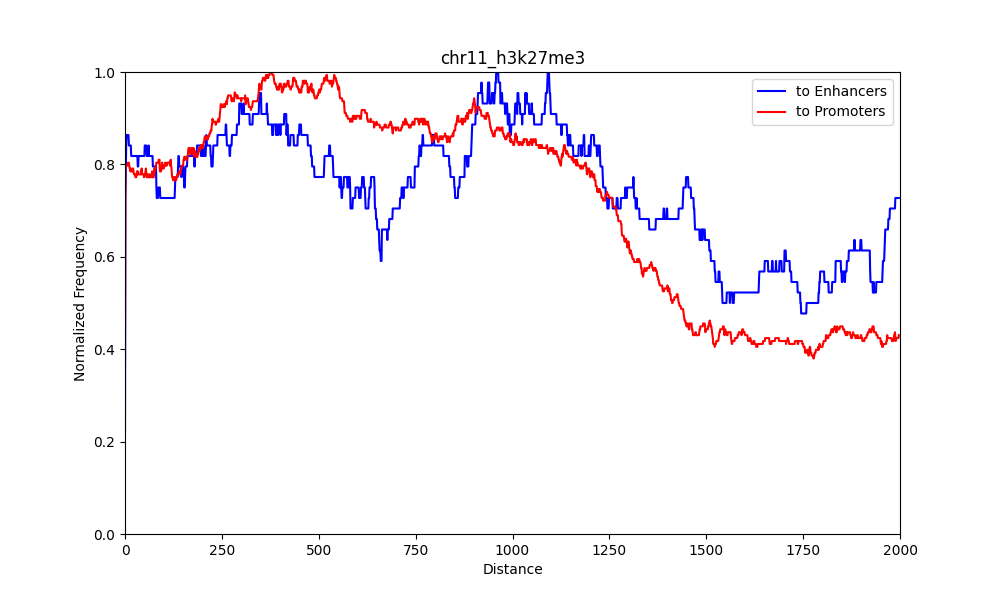 chr11_h3k27me3
to Enhancers
to Promoters
Normalized Frequency
1.0
0.8
0.6
0.4
0.2
0.0
0 250 500 750 1000 1250 1500 1750 2000
Distance